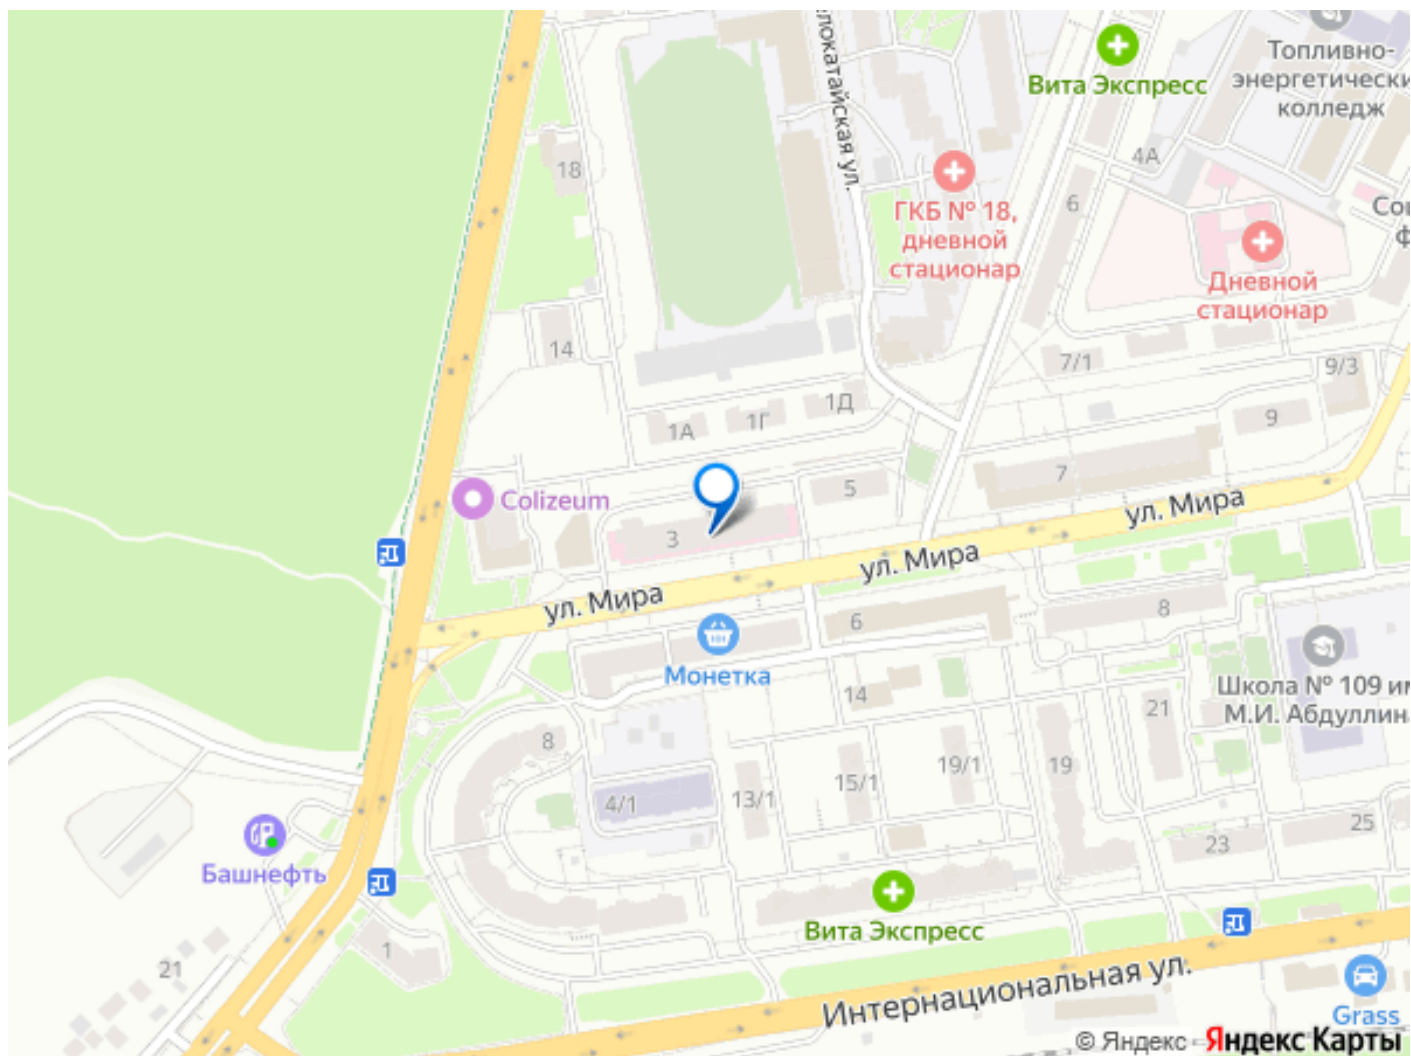 Топливно-
энергетически
колледж
Вита Экспресс
локатайская ул.
4А
18
ГКБ № 18,
дневной
стационар
6
Дневной
стационар
14
7/1
9/3
1А
1Г
1Д
9
7
5
Colizeum
3
ул. Мира
ул. Мира
ул. Мира
6
8
Монетка
14
21
Школа № 109 им
М.И. Абдуллин
8
4/1
13/1
15/1
19/1
19
23
25
Башнефть
Вита Экспресс
1
21
Интернациональная ул.
Grass
© Яндекс Яндекс Карты